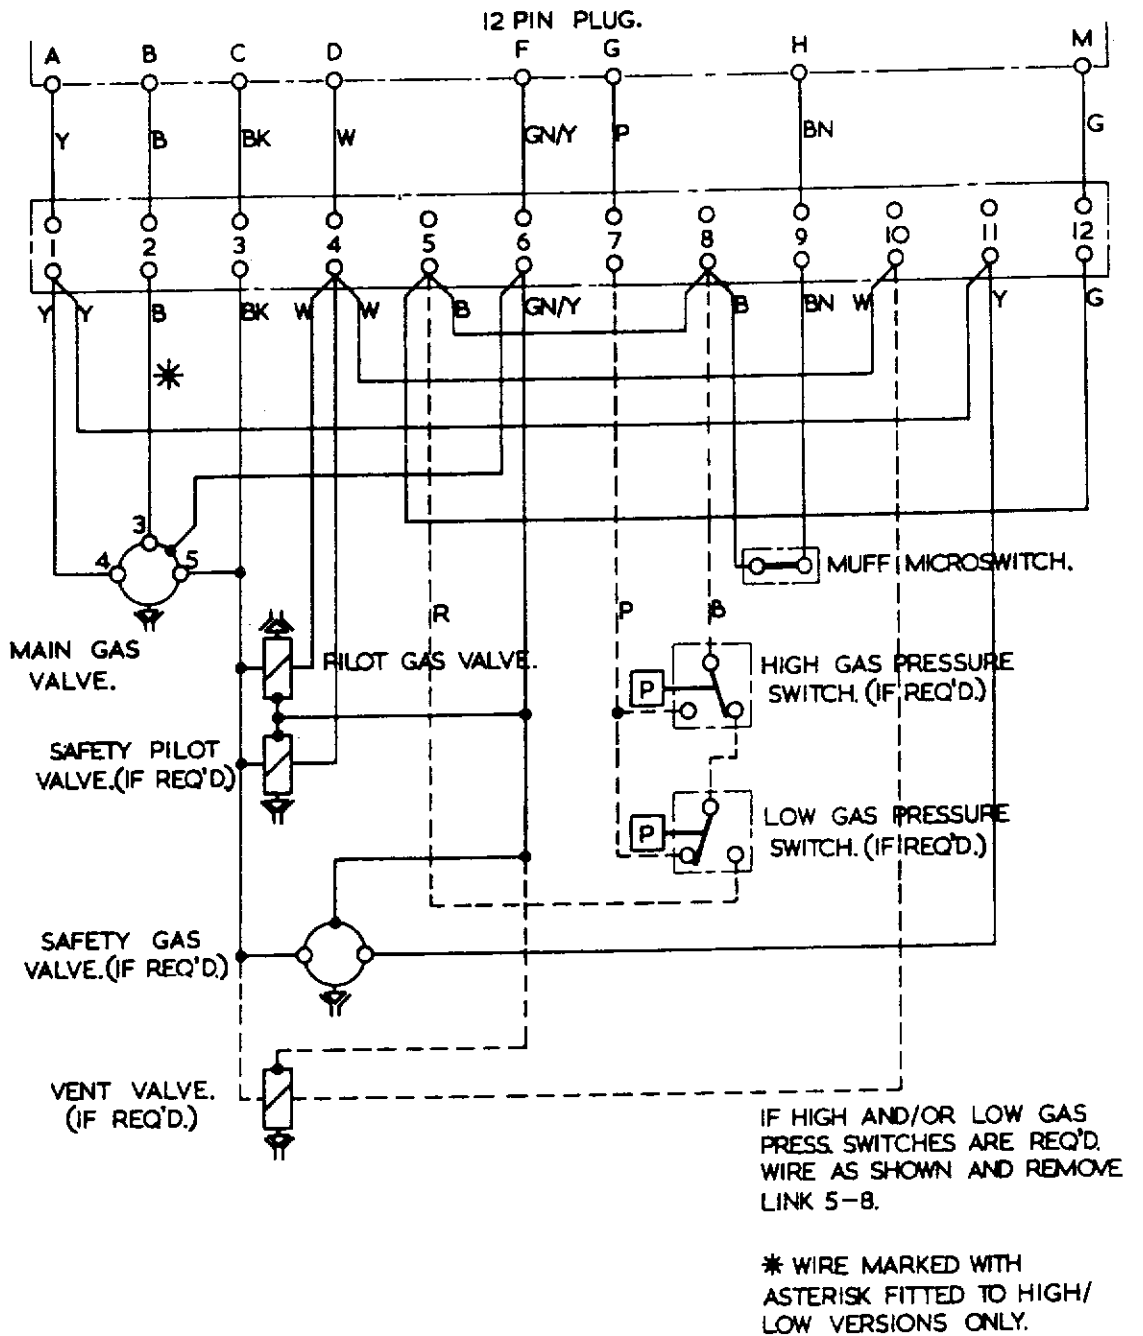 12 PIN PLUG.
A B C D F G H M
Y B BK W GN/Y P BN G
1 2 3 4 5 6 7 8 9 10 11 12
Y Y B BK W W B GN/Y B BN W Y G
*
3
4 5
MUFF MICROSWITCH.
R P B
MAIN GAS
VALVE.
PILOT GAS VALVE.
HIGH GAS PRESSURE
SWITCH. (IF REQ'D.)
P
SAFETY PILOT
VALVE.(IF REQ'D.)
LOW GAS PRESSURE
SWITCH. (IF REQ'D.)
P
SAFETY GAS
VALVE.(IF REQ'D.)
VENT VALVE.
(IF REQ'D.)
IF HIGH AND/OR LOW GAS
PRESS. SWITCHES ARE REQ'D.
WIRE AS SHOWN AND REMOVE
LINK 5-8.
* WIRE MARKED WITH
ASTERISK FITTED TO HIGH/
LOW VERSIONS ONLY.